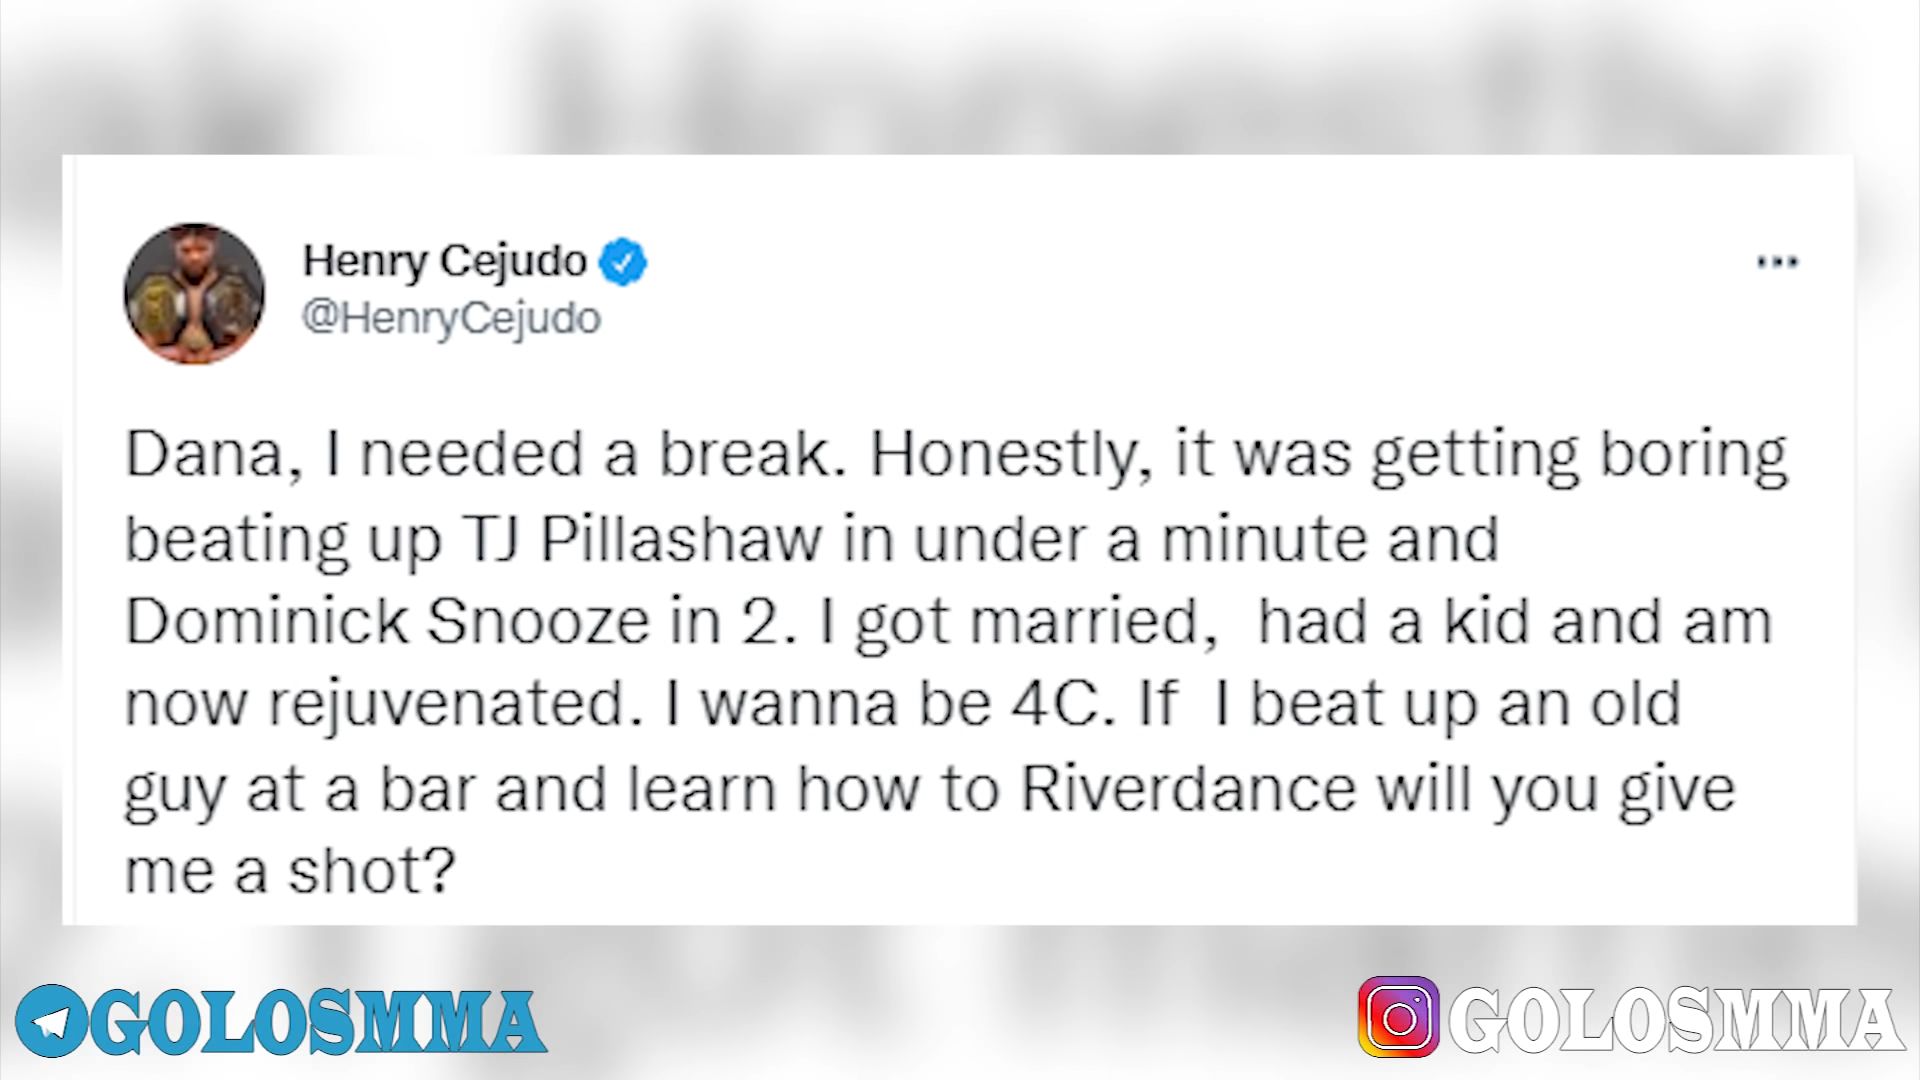 Henry Cejudo
@HenryCejudo
Dana, I needed a break. Honestly, it was getting boring
beating up TJ Pillashaw in under a minute and
Dominick Snooze in 2. I got married,  had a kid and am
now rejuvenated. I wanna be 4C. If  I beat up an old
guy at a bar and learn how to Riverdance will you give
me a shot?
GOLOSMMA
GOLOSMMA